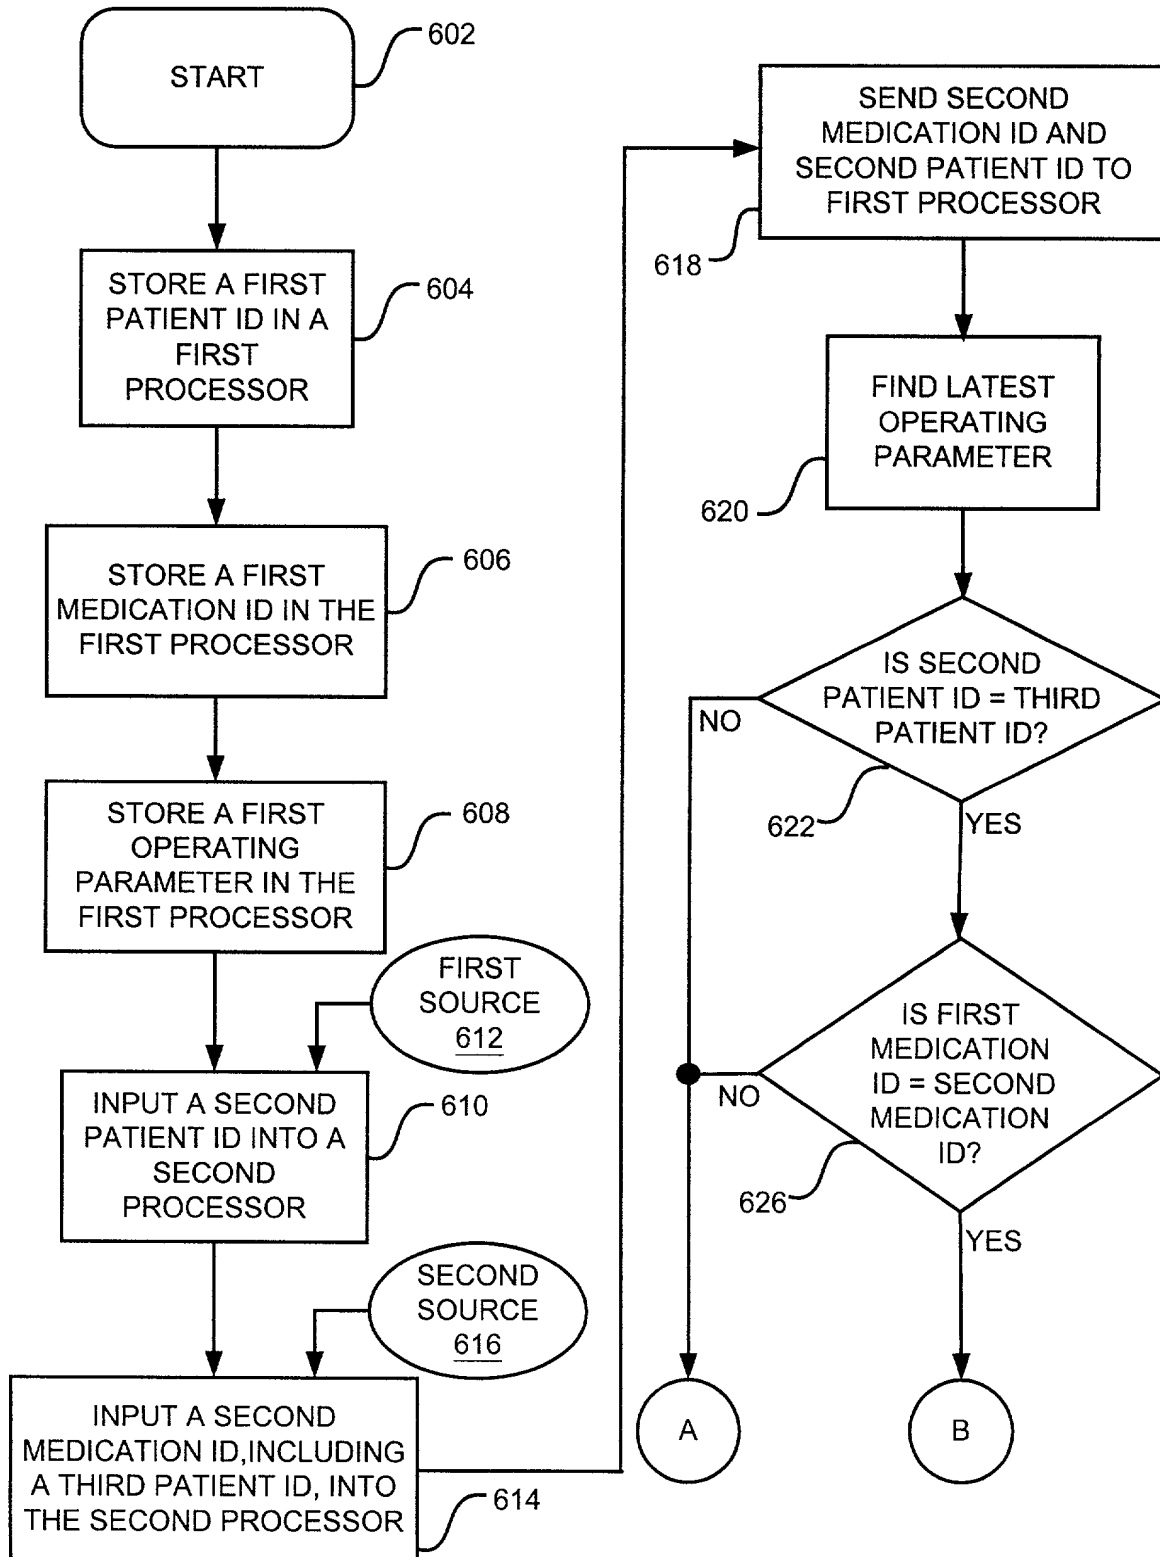 START
602
STORE A FIRST
PATIENT ID IN A
FIRST
PROCESSOR
604
STORE A FIRST
MEDICATION ID IN THE
FIRST PROCESSOR
606
STORE A FIRST
OPERATING
PARAMETER IN THE
FIRST PROCESSOR
608
FIRST
SOURCE
612
INPUT A SECOND
PATIENT ID INTO A
SECOND
PROCESSOR
610
SECOND
SOURCE
616
INPUT A SECOND
MEDICATION ID,INCLUDING
A THIRD PATIENT ID, INTO
THE SECOND PROCESSOR
614
SEND SECOND
MEDICATION ID AND
SECOND PATIENT ID TO
FIRST PROCESSOR
618
FIND LATEST
OPERATING
PARAMETER
620
IS SECOND
PATIENT ID = THIRD
PATIENT ID?
NO
622
YES
IS FIRST
MEDICATION
ID = SECOND
MEDICATION
ID?
NO
626
YES
A
B